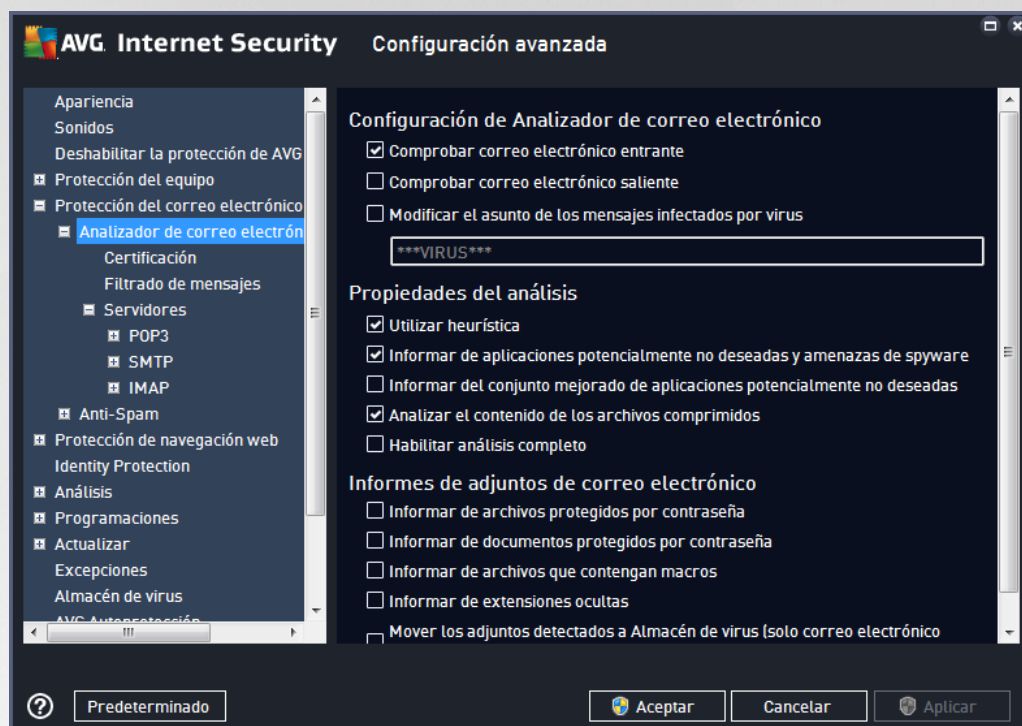 AVG. Internet Security
Configuración avanzada
Apariencia
Sonidos
Deshabilitar la protección de AVG
Protección del equipo
Protección del correo electrónico
Analizador de correo electrón
Certificación
Filtrado de mensajes
Servidores
POP3
SMTP
IMAP
Anti-Spam
Protección de navegación web
Identity Protection
Análisis
Programaciones
Actualizar
Excepciones
Almacén de virus
AVG Autoprotección
Configuración de Analizador de correo electrónico
Comprobar correo electrónico entrante
Comprobar correo electrónico saliente
Modificar el asunto de los mensajes infectados por virus
***VIRUS***
Propiedades del análisis
Utilizar heurística
Informar de aplicaciones potencialmente no deseadas y amenazas de spyware
Informar del conjunto mejorado de aplicaciones potencialmente no deseadas
Analizar el contenido de los archivos comprimidos
Habilitar análisis completo
Informes de adjuntos de correo electrónico
Informar de archivos protegidos por contraseña
Informar de documentos protegidos por contraseña
Informar de archivos que contengan macros
Informar de extensiones ocultas
Mover los adjuntos detectados a Almacén de virus (solo correo electrónico
Predeterminado
Aceptar
Cancelar
Aplicar